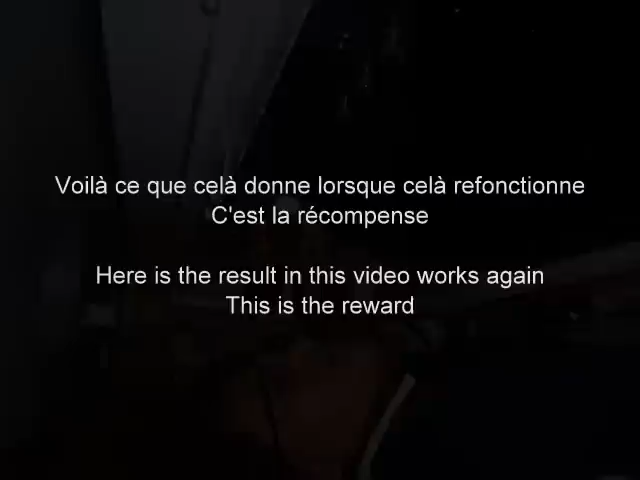 Voilà ce que celà donne lorsque celà refonctionne
C'est la récompense
Here is the result in this video works again
This is the reward